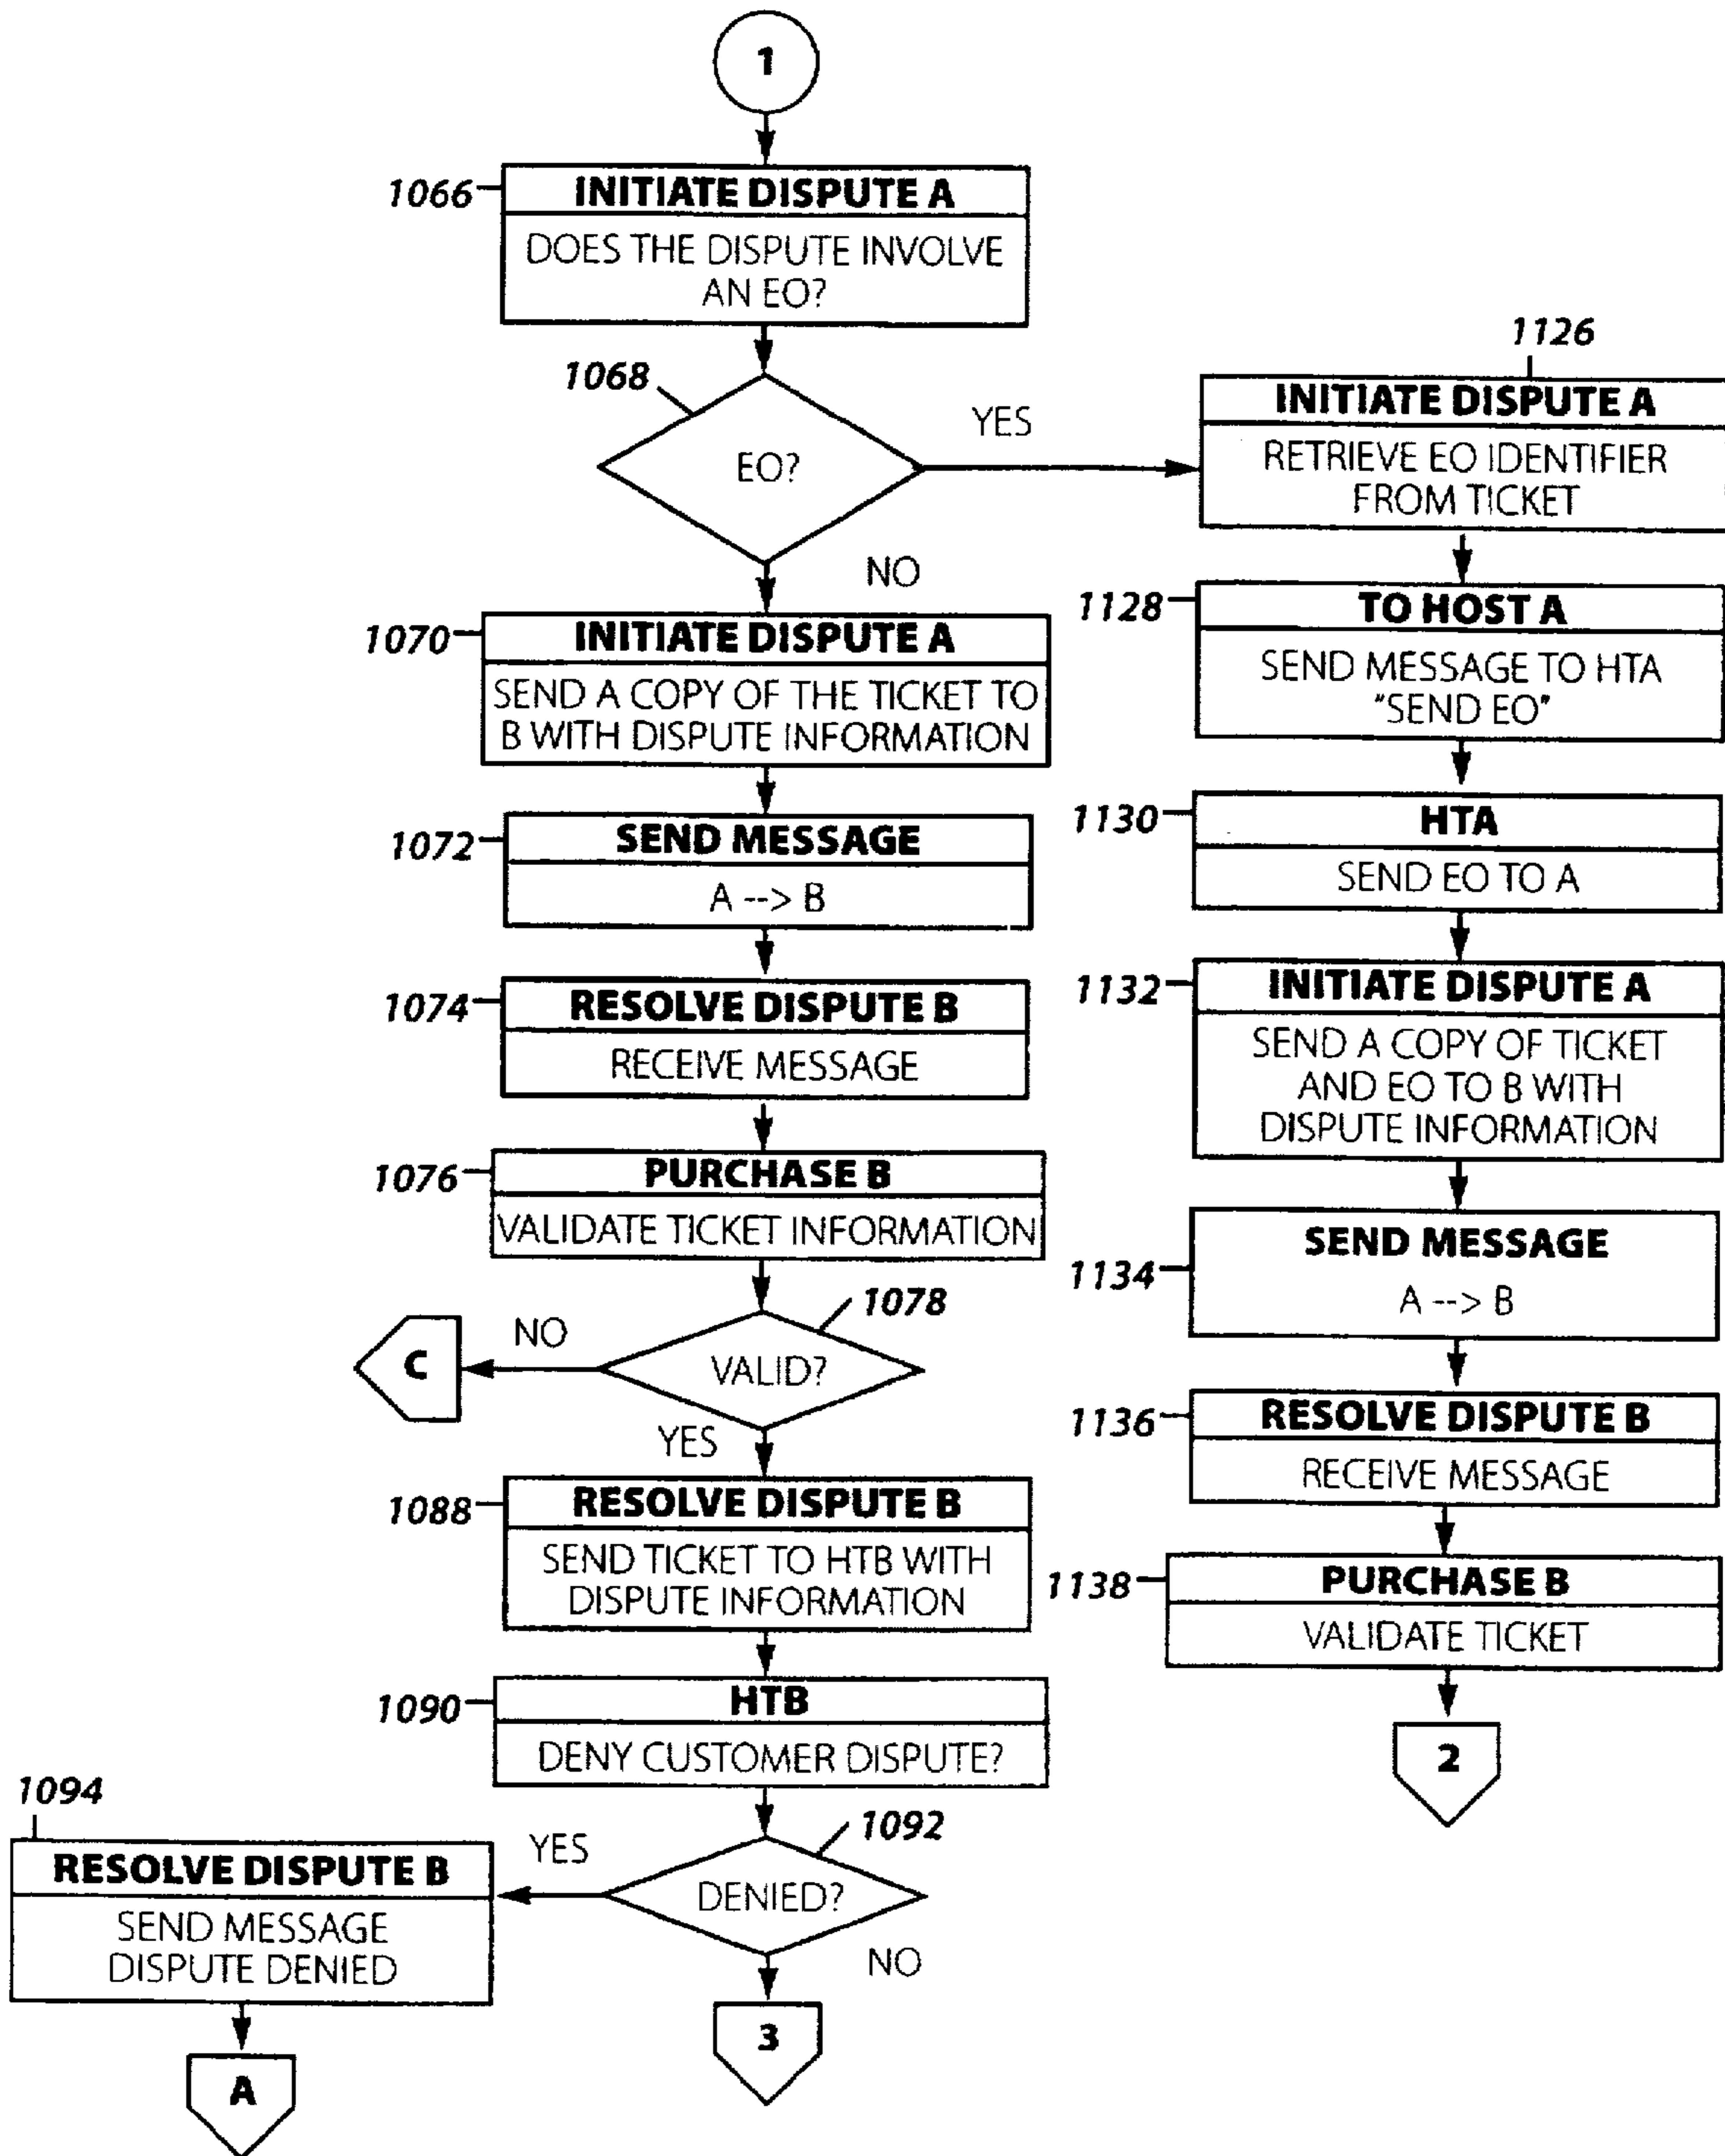 1
1066
INITIATE DISPUTE A
DOES THE DISPUTE INVOLVE
AN EO?
1068
EO?
YES
NO
1070
INITIATE DISPUTE A
SEND A COPY OF THE TICKET TO
B WITH DISPUTE INFORMATION
1072
SEND MESSAGE
A --> B
1074
RESOLVE DISPUTE B
RECEIVE MESSAGE
1076
PURCHASE B
VALIDATE TICKET INFORMATION
1078
VALID?
NO
C
YES
1088
RESOLVE DISPUTE B
SEND TICKET TO HTB WITH
DISPUTE INFORMATION
1090
HTB
DENY CUSTOMER DISPUTE?
1092
DENIED?
YES
NO
1094
RESOLVE DISPUTE B
SEND MESSAGE
DISPUTE DENIED
A
3
1126
INITIATE DISPUTE A
RETRIEVE EO IDENTIFIER
FROM TICKET
1128
TO HOST A
SEND MESSAGE TO HTA
"SEND EO"
1130
HTA
SEND EO TO A
1132
INITIATE DISPUTE A
SEND A COPY OF TICKET
AND EO TO B WITH
DISPUTE INFORMATION
1134
SEND MESSAGE
A --> B
1136
RESOLVE DISPUTE B
RECEIVE MESSAGE
1138
PURCHASE B
VALIDATE TICKET
2